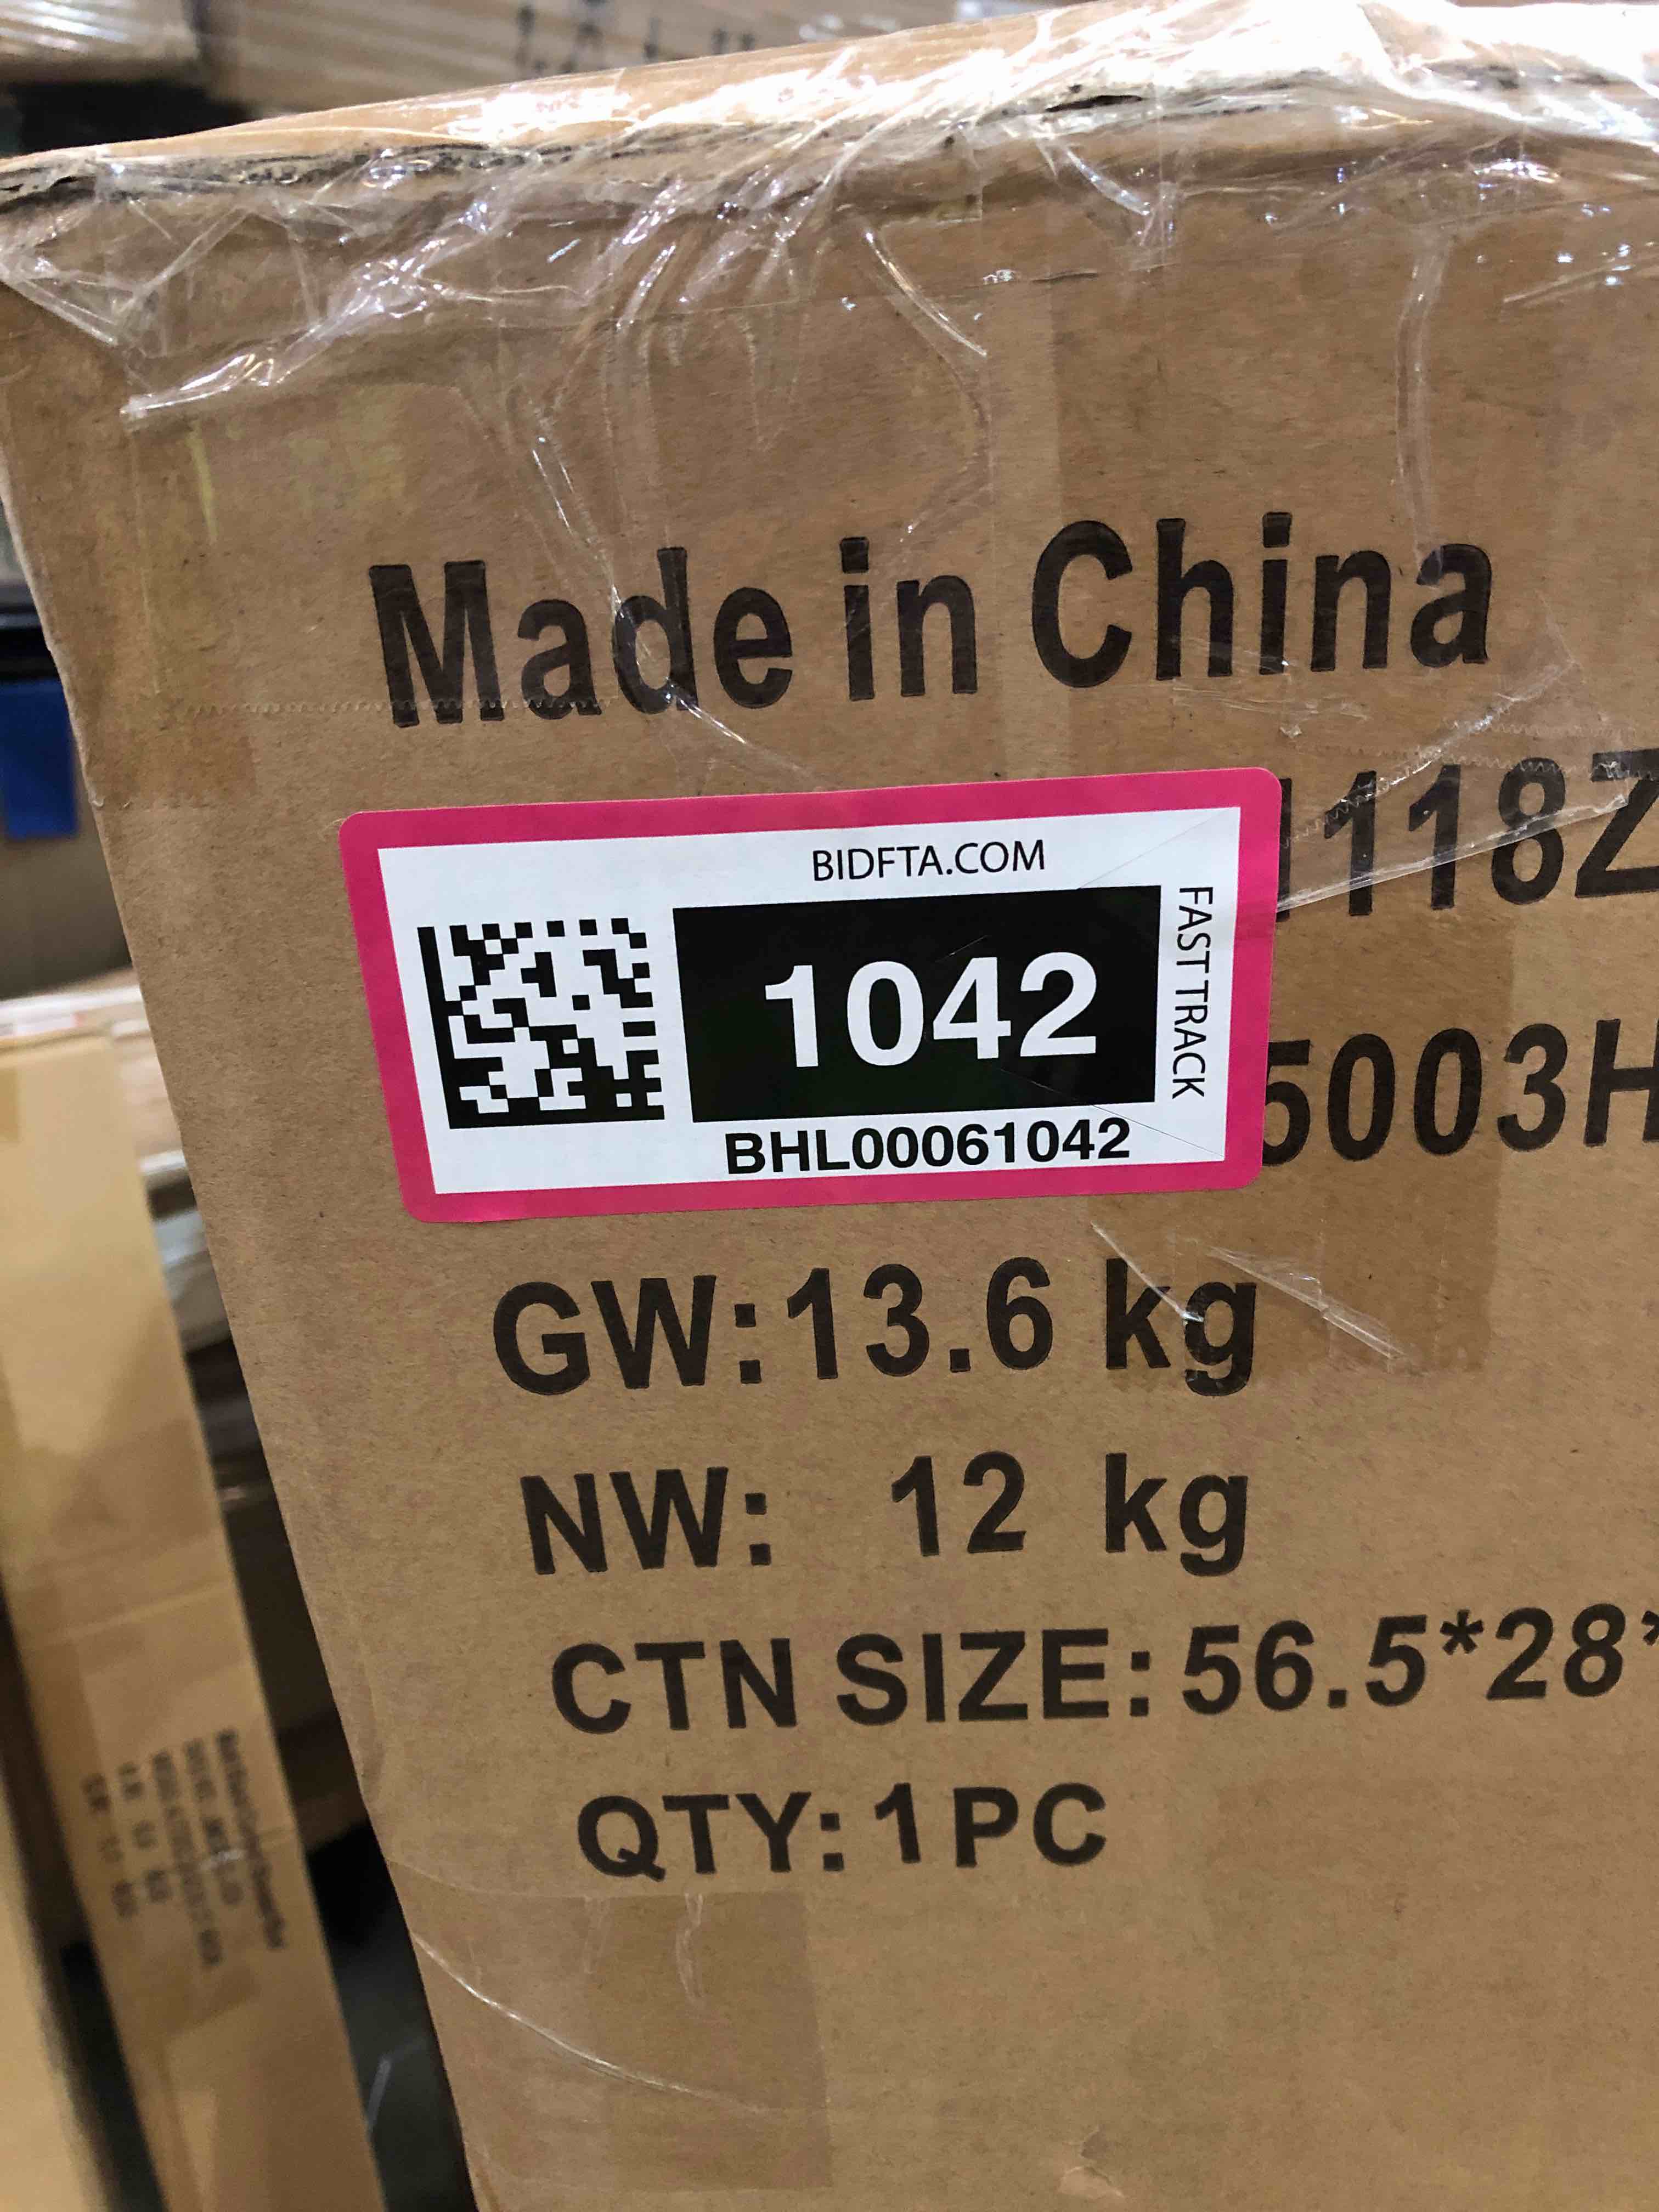 Made in China
1118Z
BIDFTA.COM
1042
FAST TRACK
BHL00061042
5003H
GW:13.6 kg
NW: 12 kg
CTN SIZE:56.5*28*
QTY:1PC